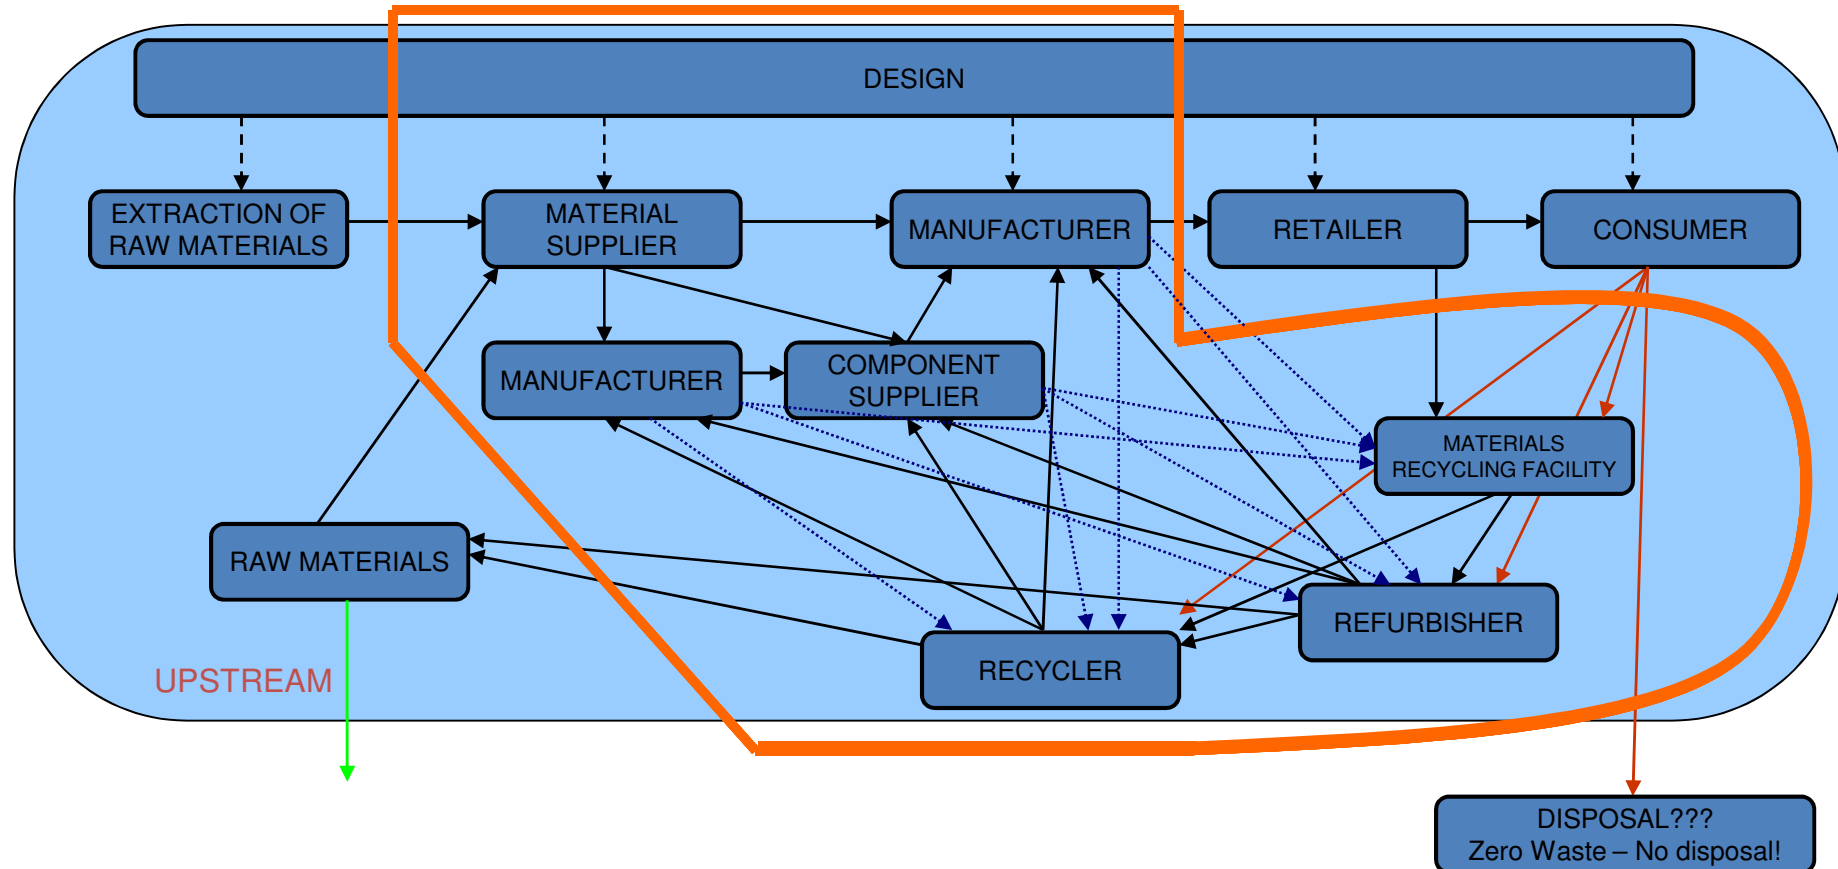 DESIGN
EXTRACTION OF
RAW MATERIALS
MATERIAL
SUPPLIER
MANUFACTURER
RETAILER
CONSUMER
MANUFACTURER
COMPONENT
SUPPLIER
MATERIALS
RECYCLING FACILITY
RAW MATERIALS
REFURBISHER
RECYCLER
UPSTREAM
DISPOSAL???
Zero Waste – No disposal!